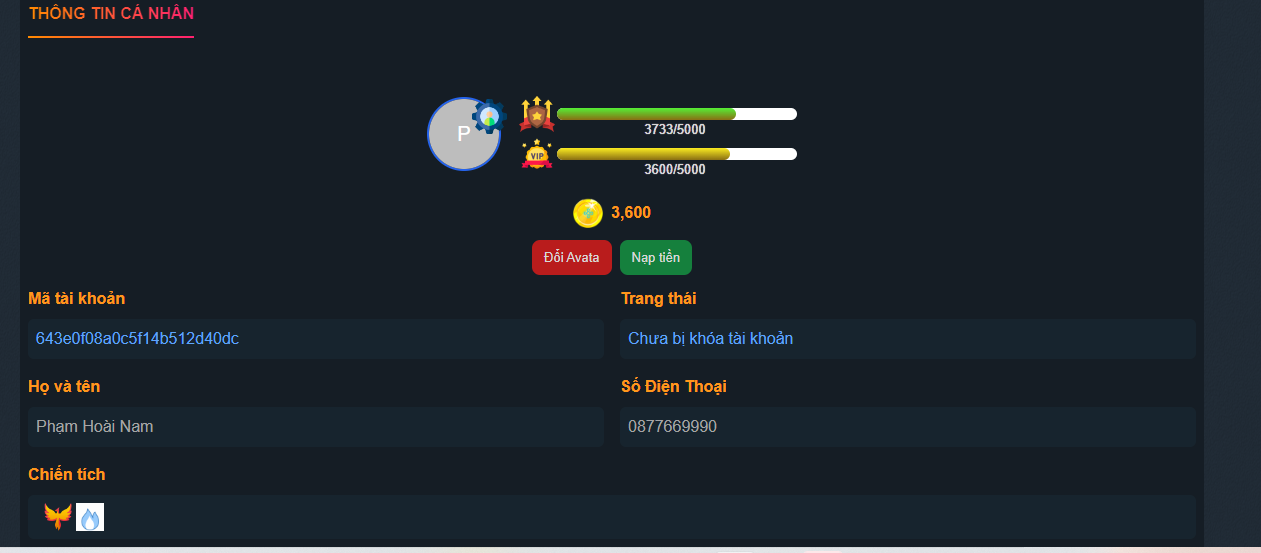 THÔNG TIN CÁ NHÂN
P
3733/5000
VIP
3600/5000
3,600
Đổi Avata
Nạp tiền
Mã tài khoản
Trang thái
643e0f08a0c5f14b512d40dc
Chưa bị khóa tài khoản
Họ và tên
Số Điện Thoại
Phạm Hoài Nam
0877669990
Chiến tích